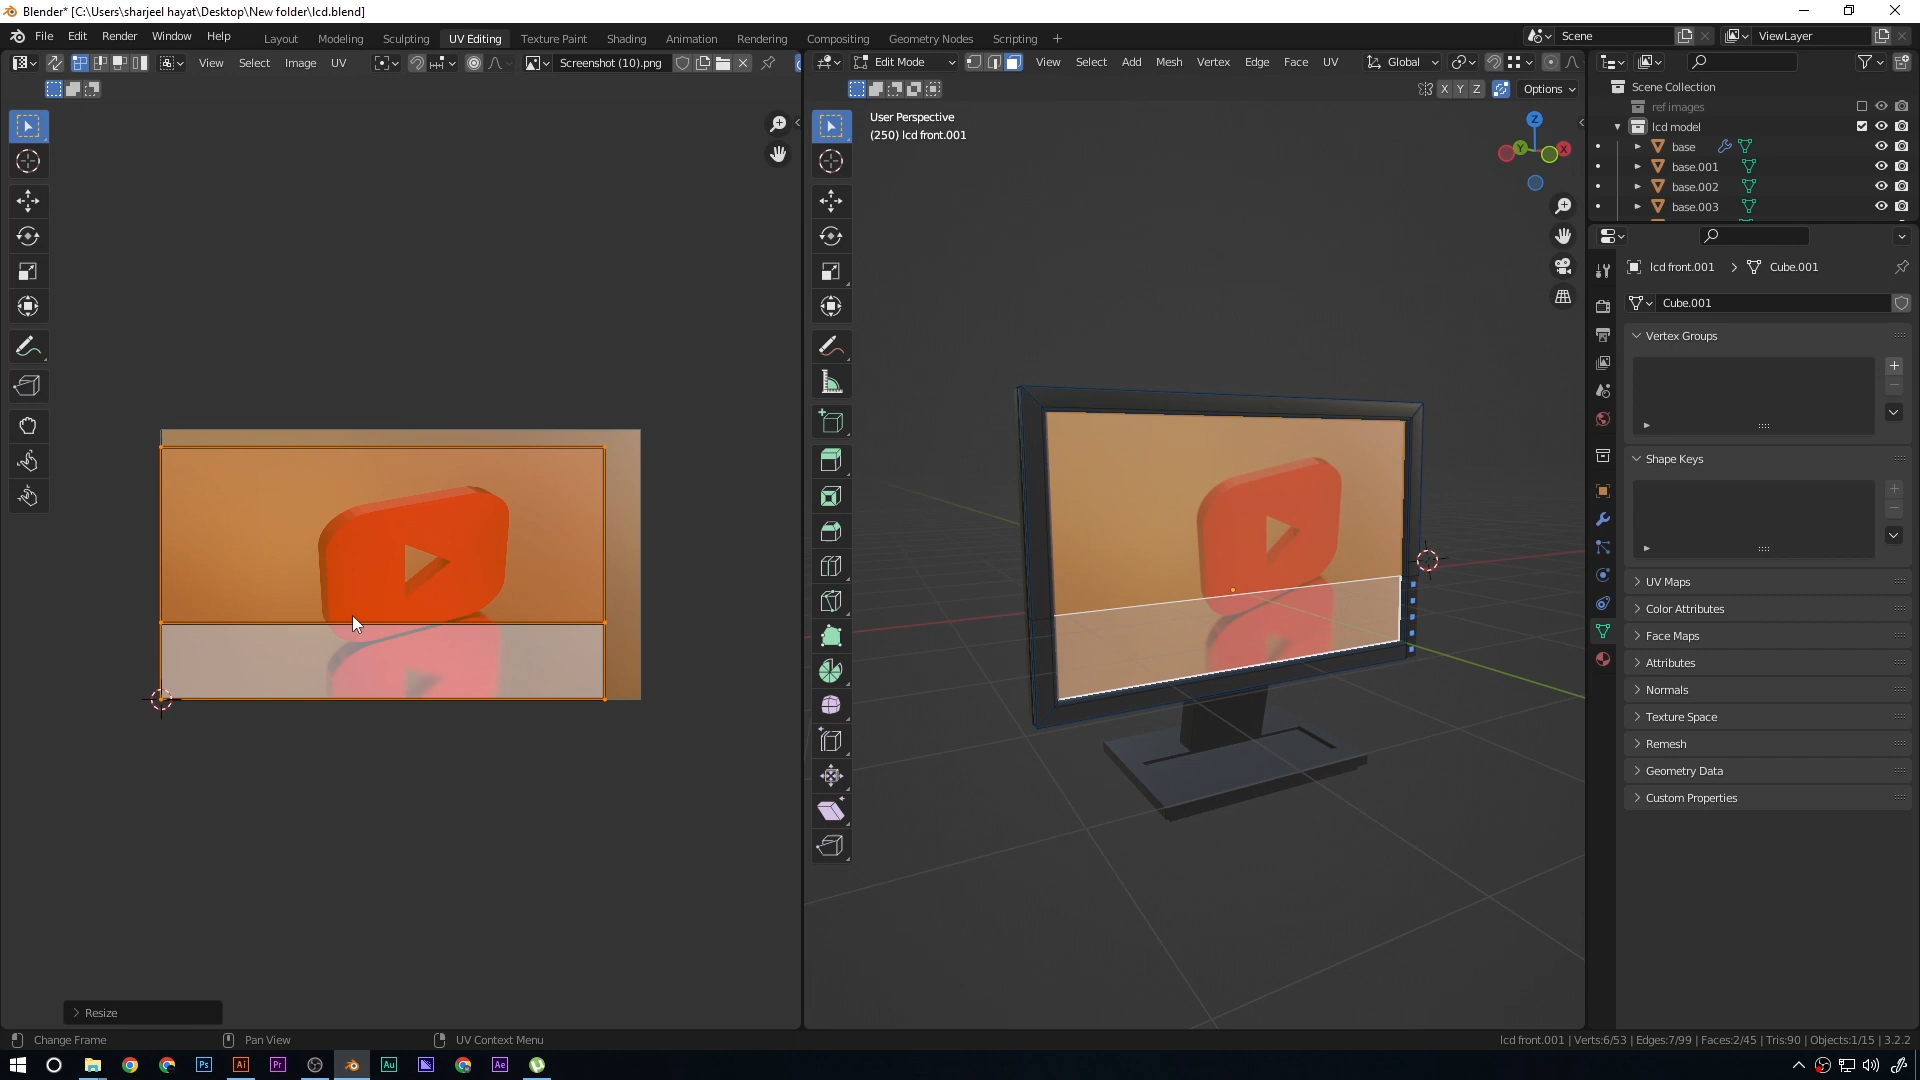 Blender* [C:\Users\sharjeel hayat\Desktop\New folder\lcd.blend]
File Edit Render Window Help Layout Modeling Sculpting UV Editing Texture Paint Shading Animation Rendering Compositing Geometry Nodes Scripting + Scene ViewLayer
View Select Image UV Screenshot (10).png Edit Mode View Select Add Mesh Vertex Edge Face UV Global
X Y Z Options
Scene Collection
ref images
lcd model
base
base.001
base.002
base.003
User Perspective
(250) lcd front.001
Z
Y
X
lcd front.001 > Cube.001
Cube.001
Vertex Groups
Shape Keys
UV Maps
Color Attributes
Face Maps
Attributes
Normals
Texture Space
Remesh
Geometry Data
Custom Properties
Resize
Change Frame Pan View UV Context Menu lcd front.001 | Verts:6/53 | Edges:7/99 | Faces:2/45 | Tris:90 | Objects:1/15 | 3.2.2
Ps Ai Pr Au Ae